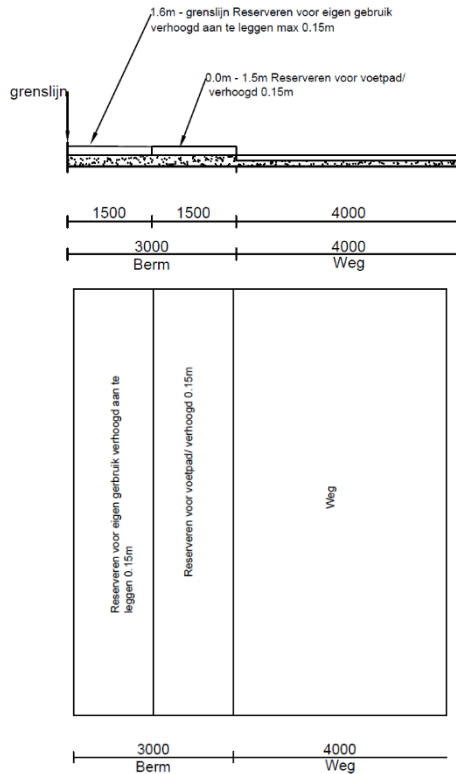 1.6m - grenslijn Reserveren voor eigen gebruik
verhoogd aan te leggen max 0.15m
0.0m - 1.5m Reserveren voor voetpad/
verhoogd 0.15m
grenslijn
1500 1500 4000
3000 4000
Berm Weg
Reserveren voor eigen gerbruik verhoogd aan te
leggen 0.15m
Reserveren voor voetpad/ verhoogd 0.15m
Weg
3000 4000
Berm Weg